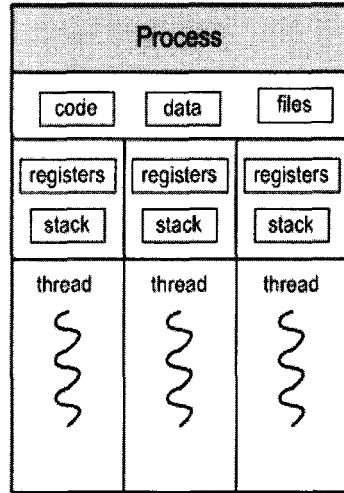 Process
code data files
registers registers registers
stack stack stack
thread thread thread